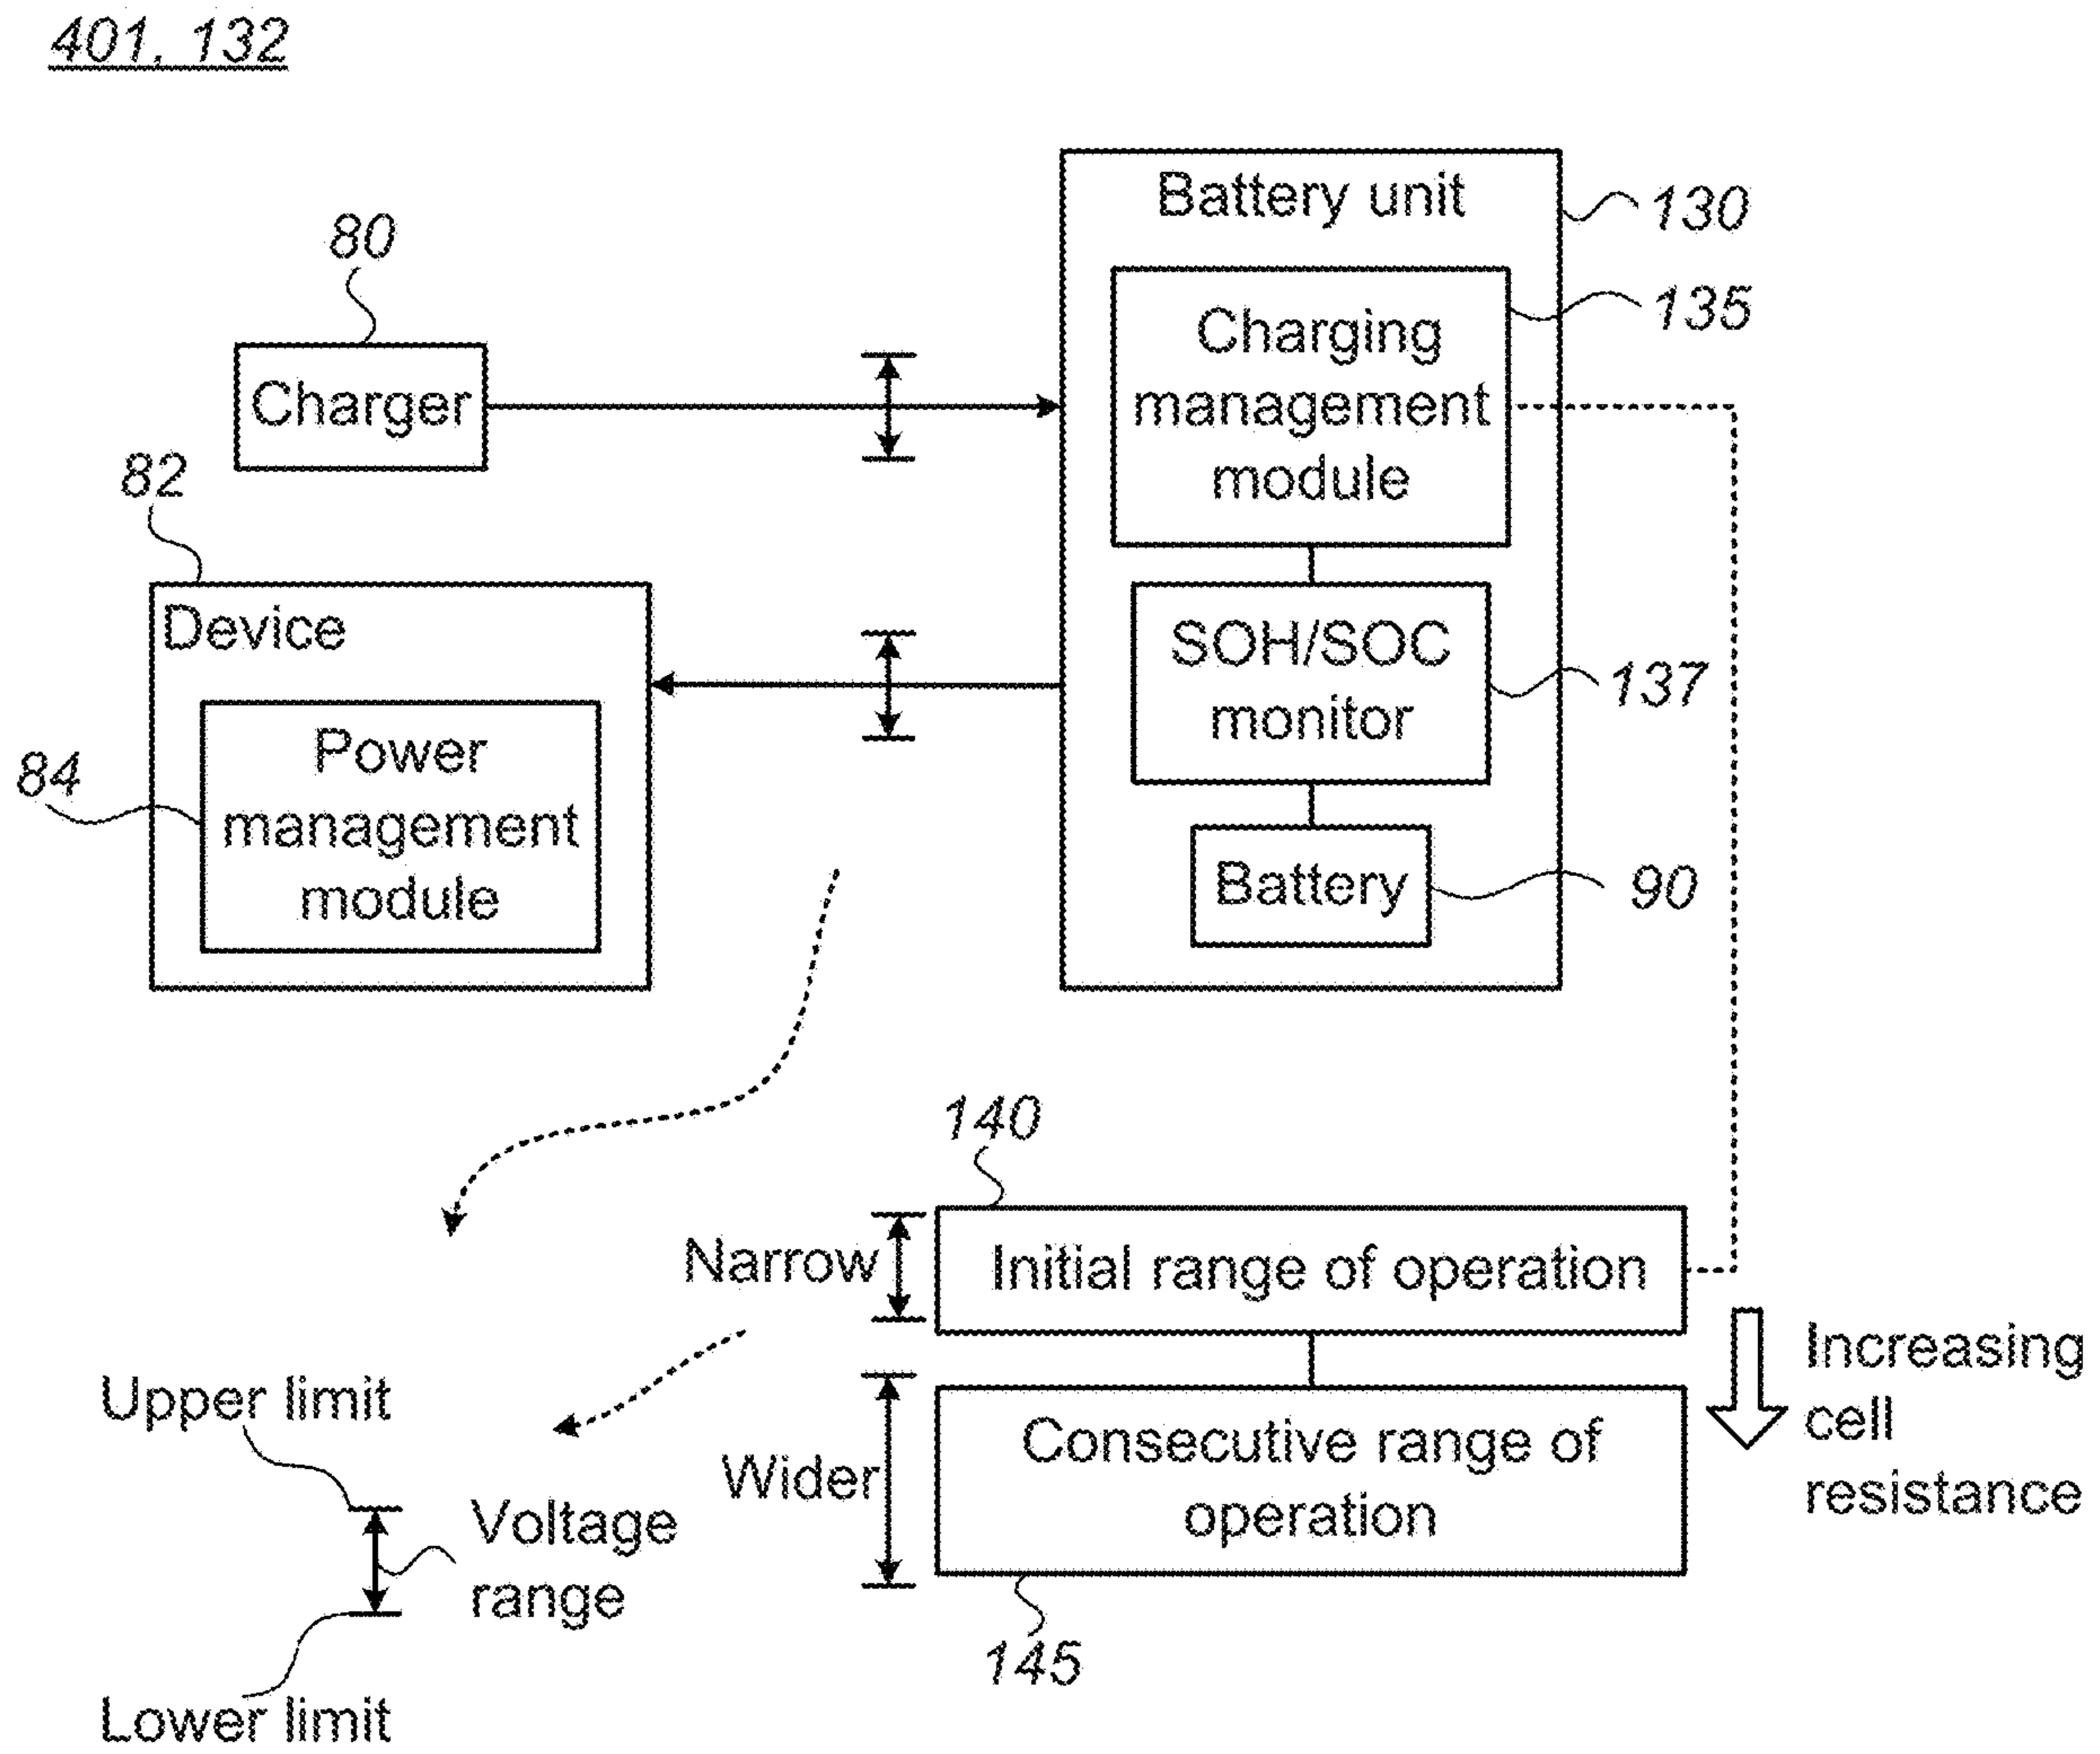 401, 132
Battery unit
130
80
Charging
management
module
135
Charger
82
Device
SOH/SOC
monitor
137
Power
management
module
84
Battery
90
140
Narrow
Initial range of operation
Increasing
cell
resistance
Upper limit
Wider
Consecutive range of
operation
Voltage
range
145
Lower limit